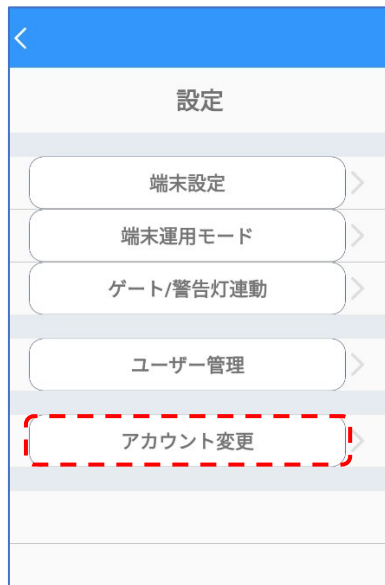 設定
端末設定
端末運用モード
ゲート/警告灯連動
ユーザー管理
アカウント変更